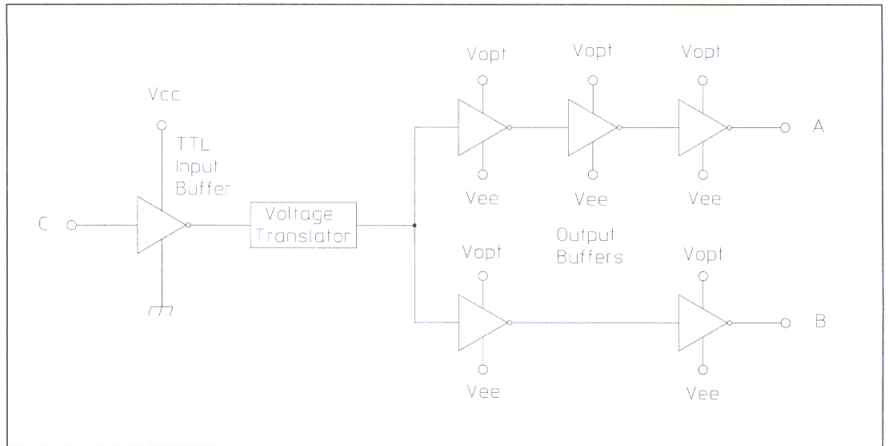 Vopt
Vopt
Vopt
Vcc
TTL
Input
Buffer
A
Vee
Vee
Vee
C
Voltage
Translator
Output
Buffers
Vopt
Vopt
B
Vee
Vee